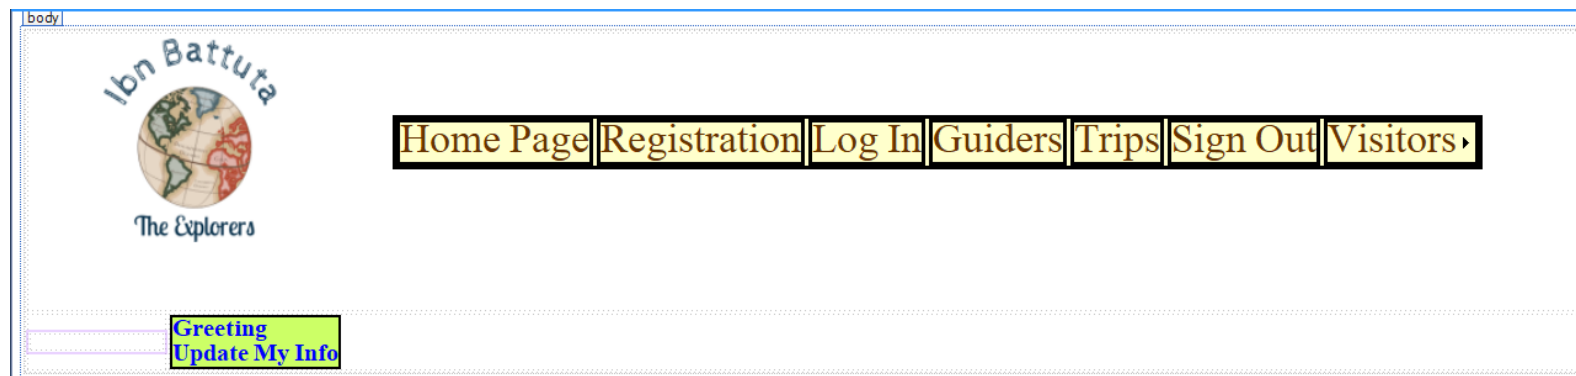 body
Ibn Battuta
The Explorers
Home Page Registration Log In Guiders Trips Sign Out Visitors
Greeting
Update My Info